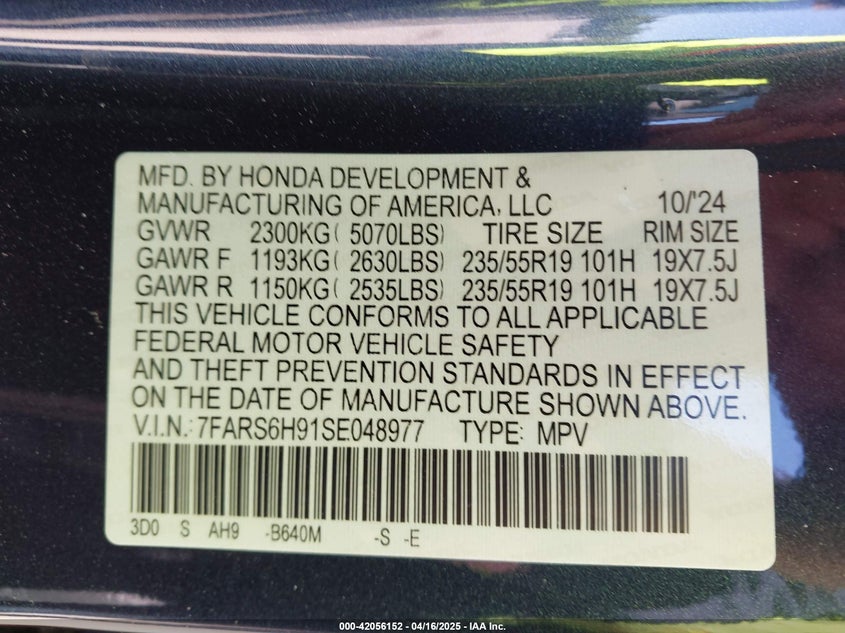 MFD. BY HONDA DEVELOPMENT &
MANUFACTURING OF AMERICA, LLC 10/'24
GVWR 2300KG( 5070LBS) TIRE SIZE RIM SIZE
GAWR F 1193KG( 2630LBS) 235/55R19 101H 19X7.5J
GAWR R 1150KG( 2535LBS) 235/55R19 101H 19X7.5J
THIS VEHICLE CONFORMS TO ALL APPLICABLE
FEDERAL MOTOR VEHICLE SAFETY
AND THEFT PREVENTION STANDARDS IN EFFECT
ON THE DATE OF MANUFACTURE SHOWN ABOVE.
V.I.N.: 7FARS6H91SE048977 TYPE: MPV
3D0 S AH9 -B640M -S -E
000-42056152 - 04/16/2025 - IAA Inc.